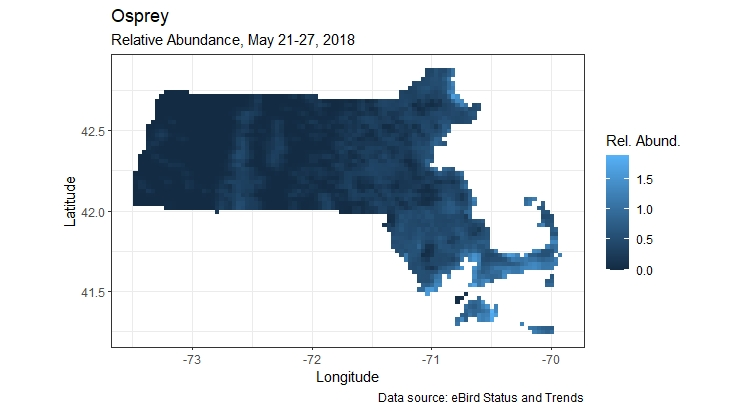 Osprey
Relative Abundance, May 21-27, 2018
42.5
42.0
41.5
Latitude
-73 -72 -71 -70
Longitude
Rel. Abund.
1.5
1.0
0.5
0.0
Data source: eBird Status and Trends